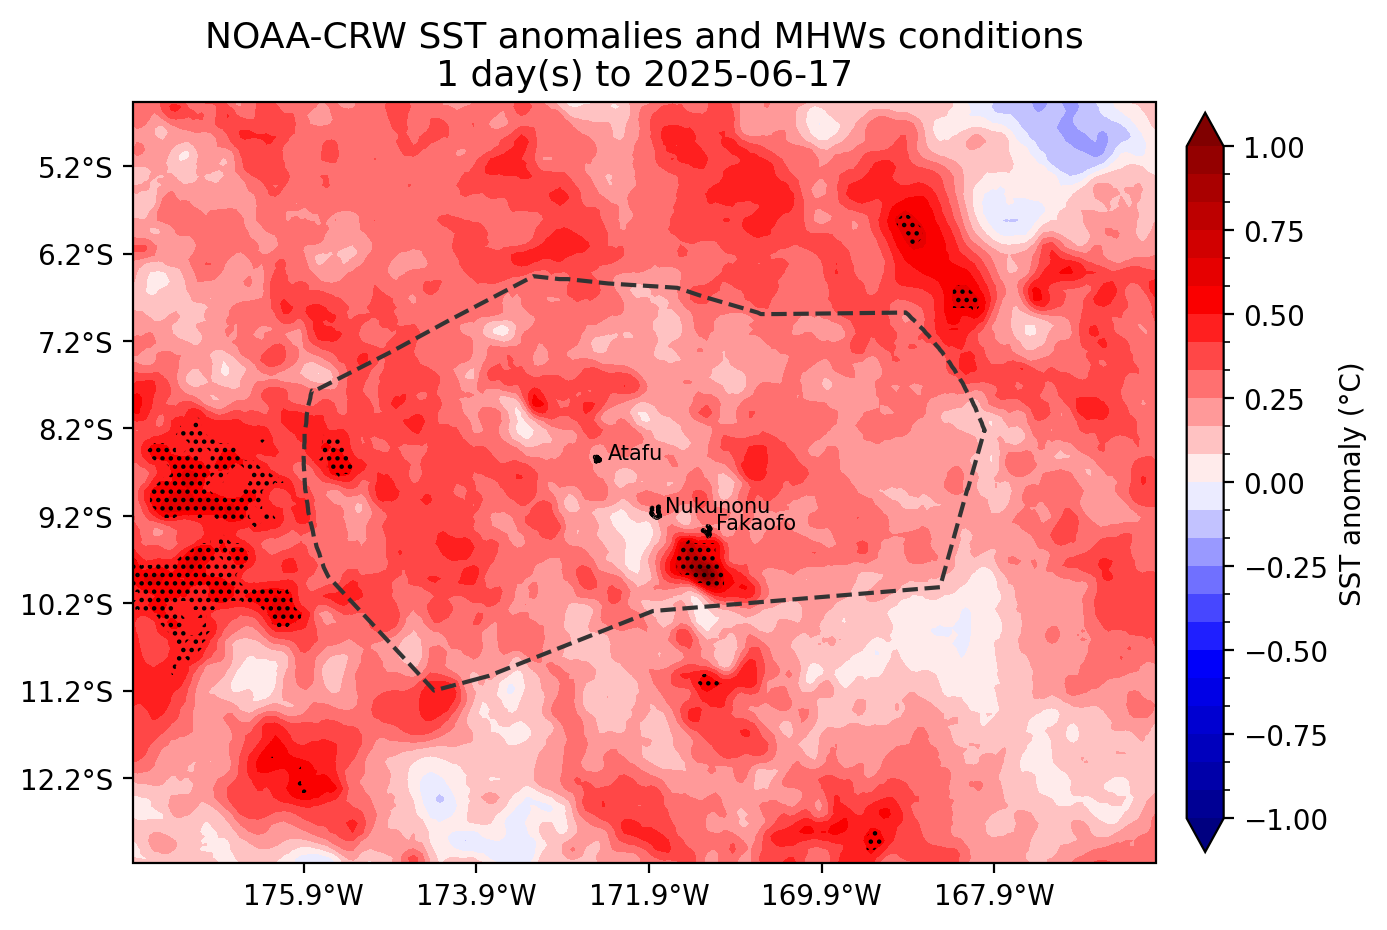 NOAA-CRW SST anomalies and MHWs conditions
1 day(s) to 2025-06-17
5.2°S
6.2°S
7.2°S
8.2°S
9.2°S
10.2°S
11.2°S
12.2°S
Atafu
Nukunonu
Fakaofo
175.9°W
173.9°W
171.9°W
169.9°W
167.9°W
1.00
0.75
0.50
0.25
0.00
−0.25
−0.50
−0.75
−1.00
SST anomaly (°C)